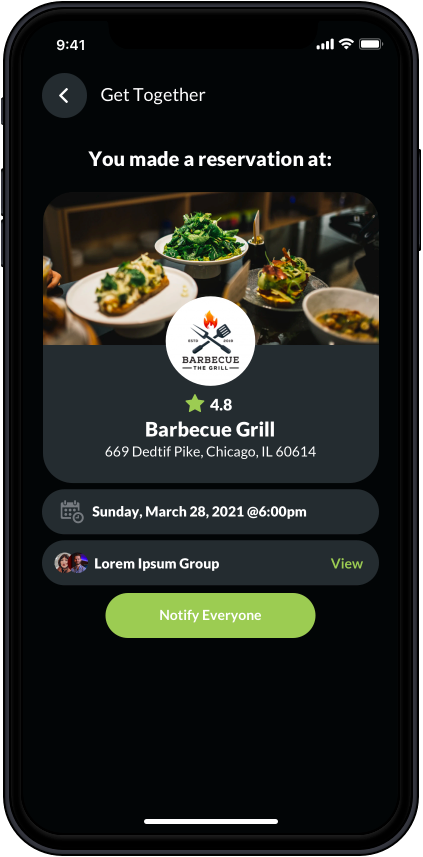 9:41
Get Together
You made a reservation at:
ESTD 2019
BARBECUE
THE GRILL
4.8
Barbecue Grill
669 Dedtif Pike, Chicago, IL 60614
Sunday, March 28, 2021 @6:00pm
Lorem Ipsum Group View
Notify Everyone